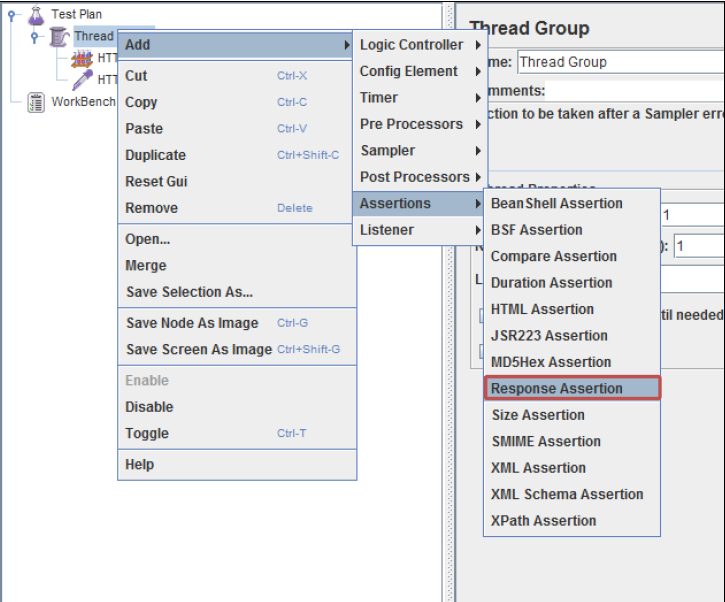 Test Plan
Thread
HTT
HTT
WorkBench
Add
Cut Ctrl-X
Copy Ctrl-C
Paste Ctrl-V
Duplicate Ctrl+Shift-C
Reset Gui
Remove Delete
Open...
Merge
Save Selection As...
Save Node As Image Ctrl-G
Save Screen As Image Ctrl+Shift-G
Enable
Disable
Toggle Ctrl-T
Help
Logic Controller
Config Element
Timer
Pre Processors
Sampler
Post Processors
Assertions
Listener
BeanShell Assertion
BSF Assertion
Compare Assertion
Duration Assertion
HTML Assertion
JSR223 Assertion
MD5Hex Assertion
Response Assertion
Size Assertion
SMIME Assertion
XML Assertion
XML Schema Assertion
XPath Assertion
Thread Group
me: Thread Group
mments:
ction to be taken after a Sampler erro
1
): 1
L
til needed